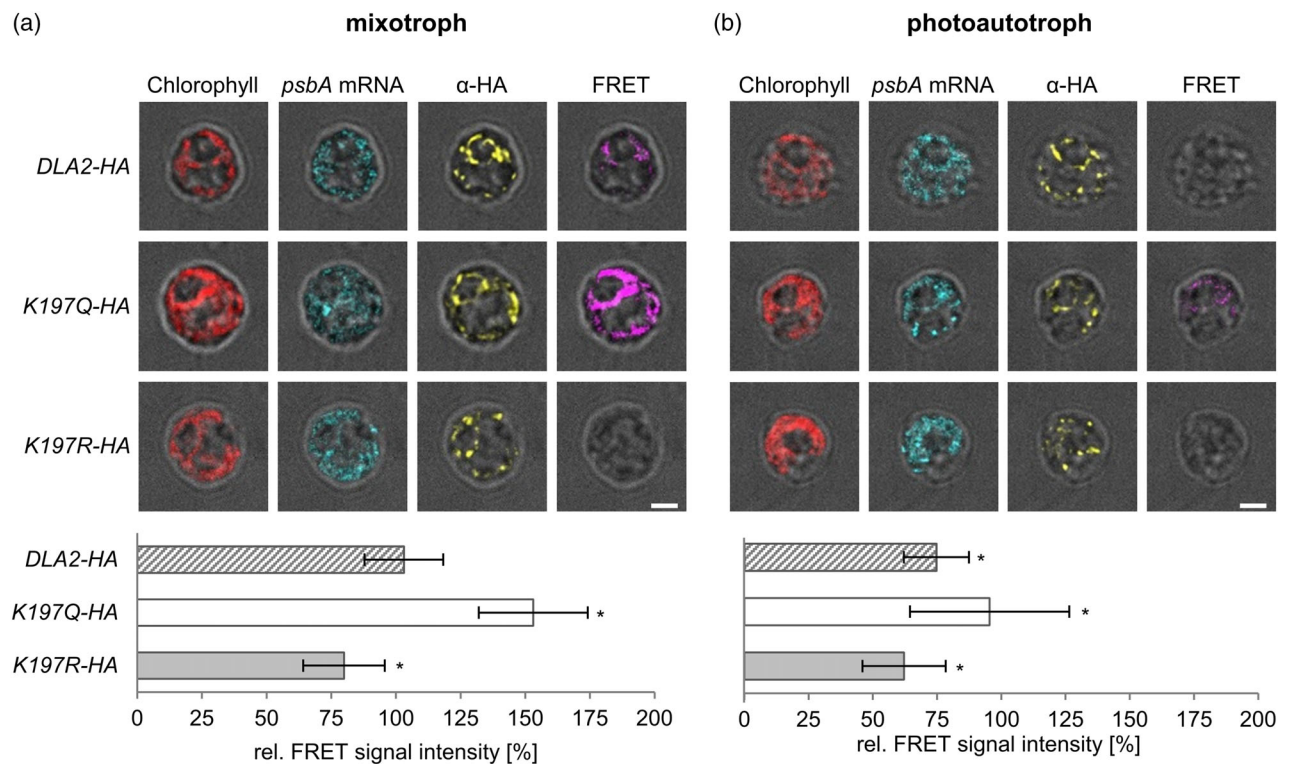 (a) mixotroph
Chlorophyll psbA mRNA α-HA FRET
DLA2-HA
K197Q-HA
K197R-HA
DLA2-HA
K197Q-HA *
K197R-HA *
0 25 50 75 100 125 150 175 200
rel. FRET signal intensity [%]
(b) photoautotroph
Chlorophyll psbA mRNA α-HA FRET
*
*
*
0 25 50 75 100 125 150 175 200
rel. FRET signal intensity [%]